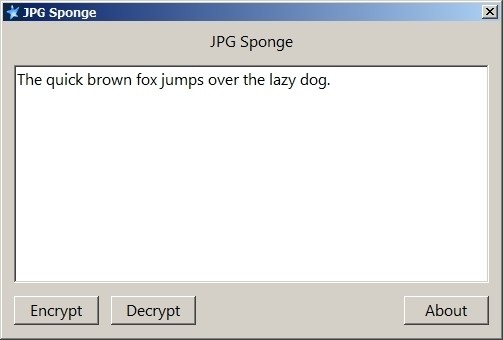 JPG Sponge
JPG Sponge
The quick brown fox jumps over the lazy dog.
Encrypt Decrypt About